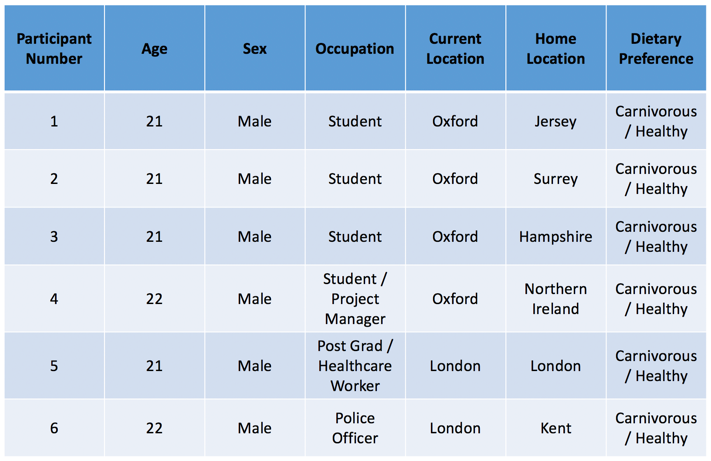 Participant Number Age Sex Occupation Current Location Home Location Dietary Preference
1 21 Male Student Oxford Jersey Carnivorous / Healthy
2 21 Male Student Oxford Surrey Carnivorous / Healthy
3 21 Male Student Oxford Hampshire Carnivorous / Healthy
4 22 Male Student / Project Manager Oxford Northern Ireland Carnivorous / Healthy
5 21 Male Post Grad / Healthcare Worker London London Carnivorous / Healthy
6 22 Male Police Officer London Kent Carnivorous / Healthy